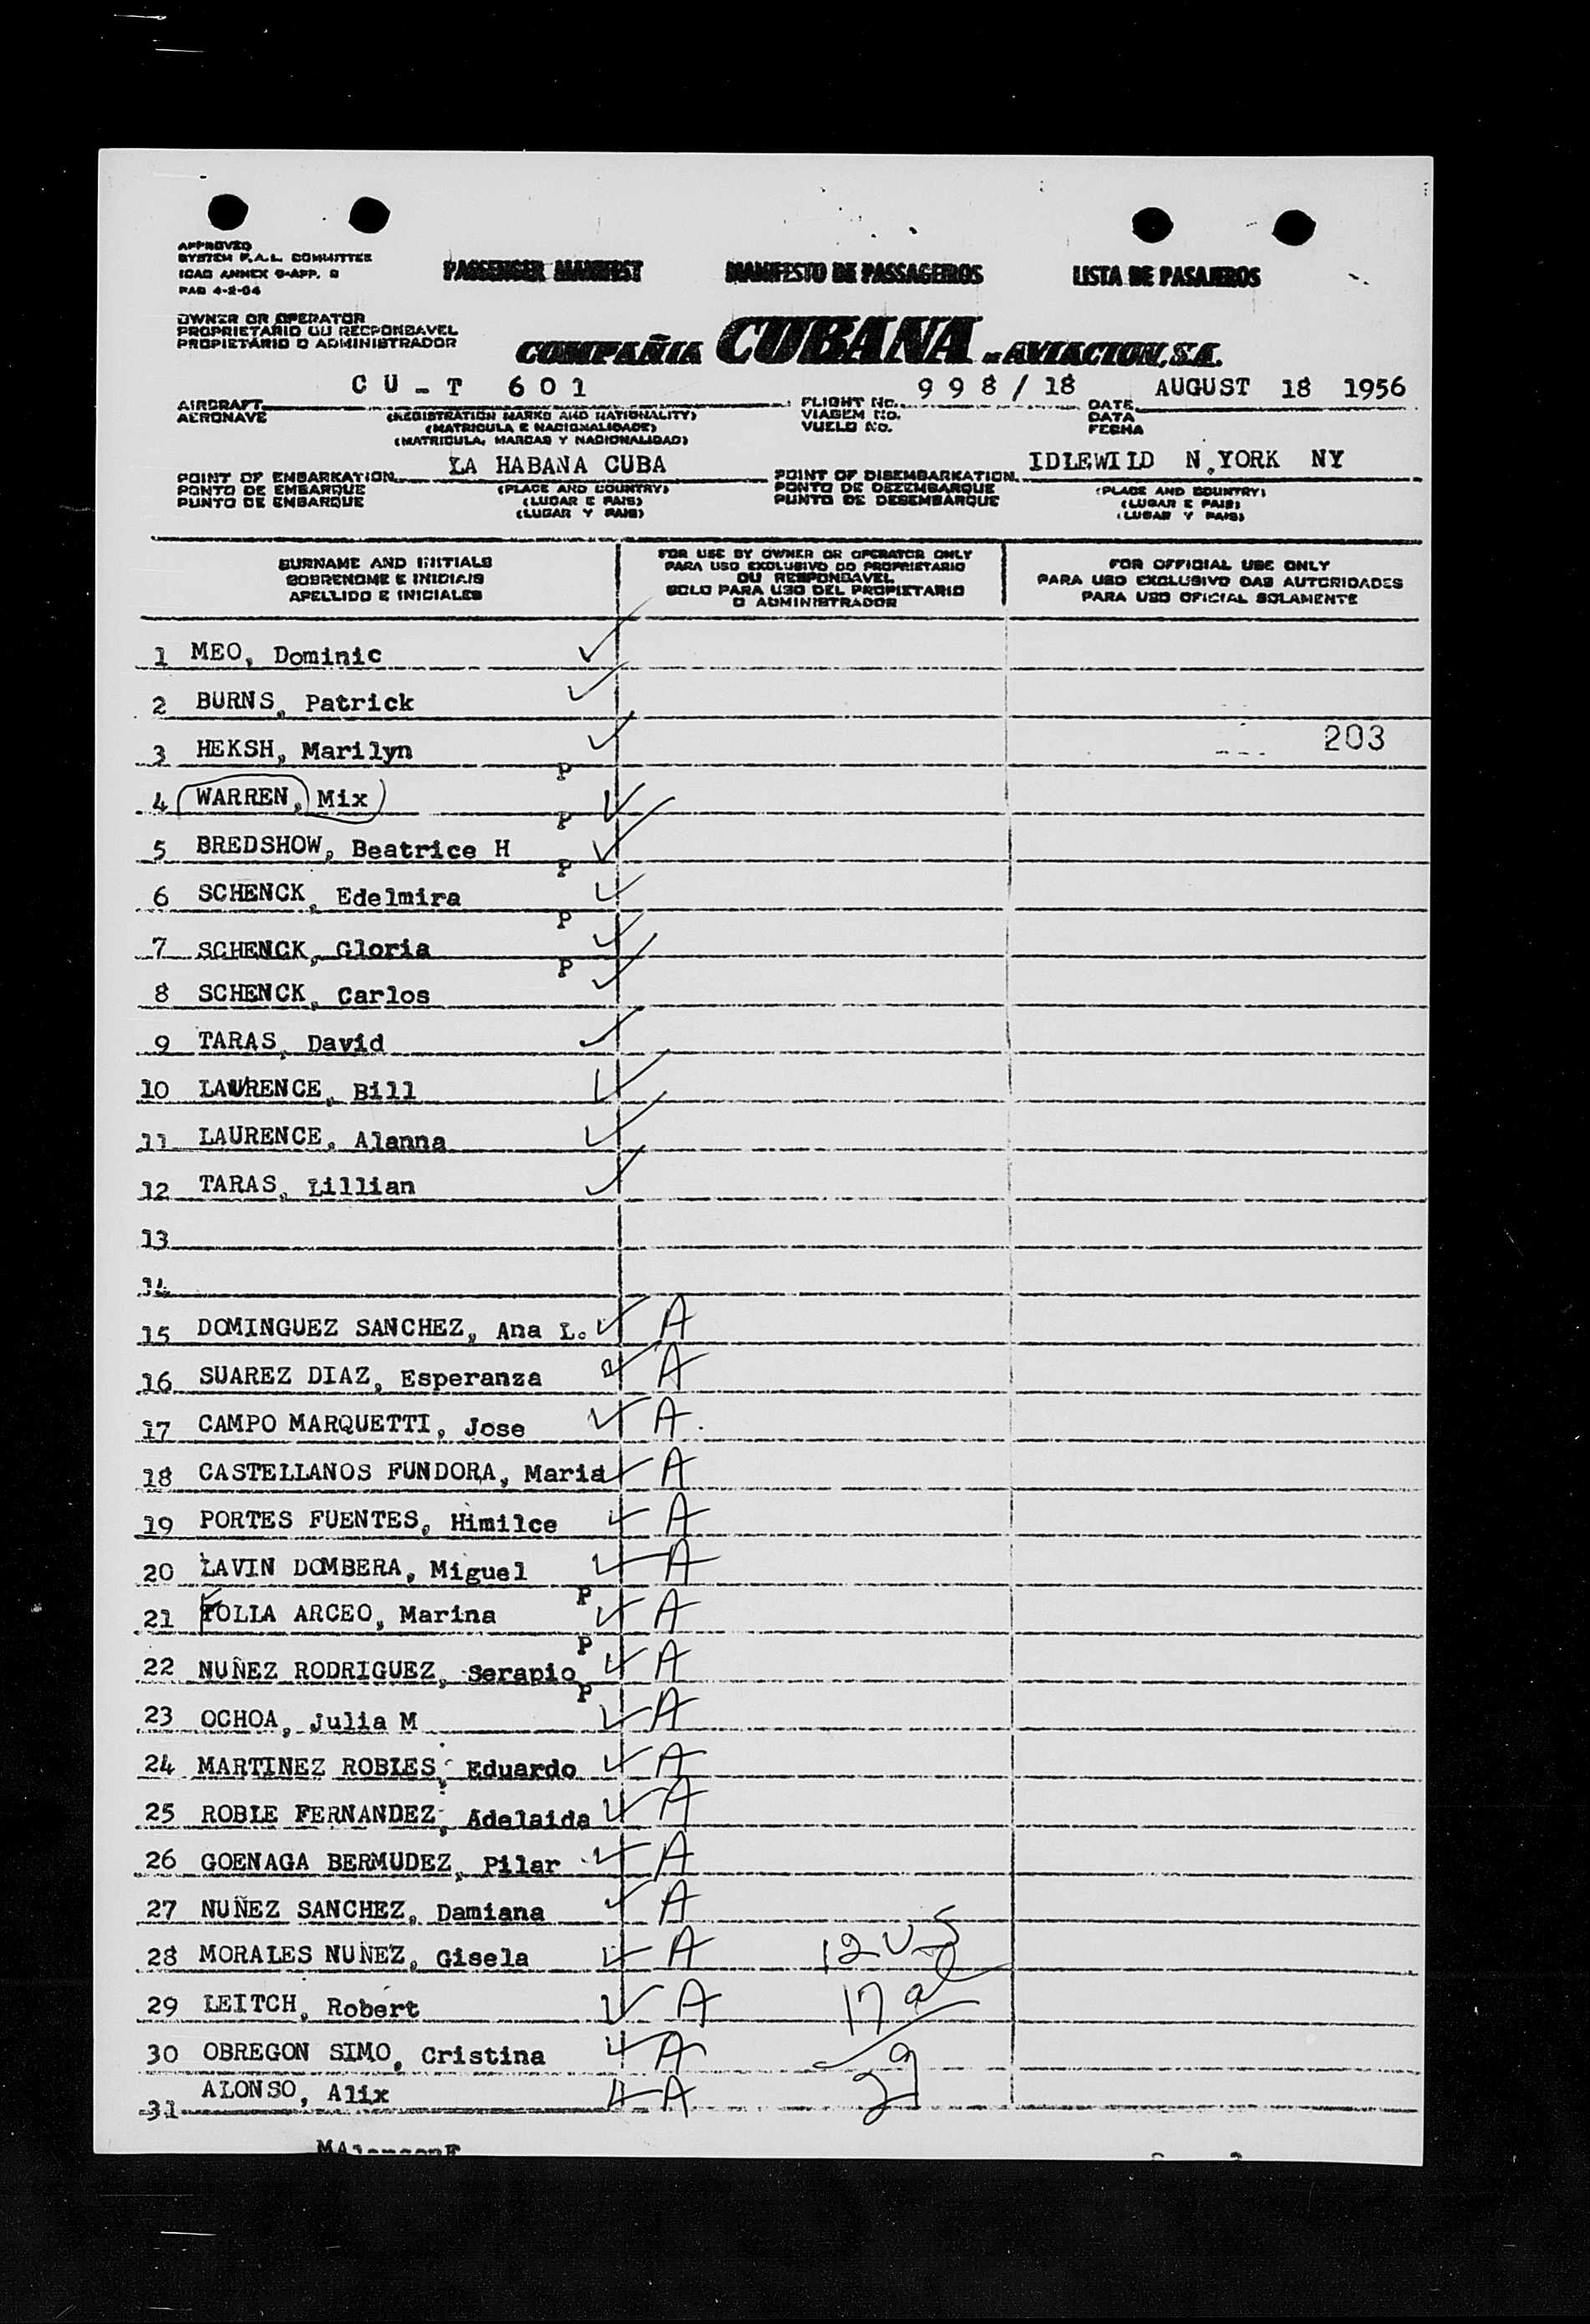 APPROVED
SYSTEM F.A.L. COMMITTEE
ICAO ANNEX 9-APP. 
PAB 4-2-04
PASSENGER MANIFEST MANIFESTO DE PASSAGEIROS LISTA DE PASAJEROS
OWNER OR OPERATOR
PROPRIETARIO OU RESPONSAVEL
PROPIETARIO O ADMINISTRADOR
COMPAÑIA CUBANA DE AVIACION, S.A.
CU-T 601 998/18 AUGUST 18 1956
AIRCRAFT FLIGHT No. DATE
AERONAVE (REGISTRATION MARKS AND NATIONALITY) VIAGEM No. DATA
(MATRICULA E NACIONALIDADE) VUELO No. FECHA
(MATRICULA, MARCAS Y NACIONALIDAD)
LA HABANA CUBA IDLEWILD N.YORK NY
POINT OF EMBARKATION POINT OF DISEMBARKATION
PONTO DE EMBARQUE (PLACE AND COUNTRY) PONTO DE DEZEMBARQUE (PLACE AND COUNTRY)
PUNTO DE EMBARQUE (LUGAR E PAIS) PUNTO DE DESEMBARQUE (LUGAR E PAIS)
(LUGAR Y PAIS) (LUGAR Y PAIS)
SURNAME AND INITIALS
SOBRENOME E INICIAIS
APELLIDO E INICIALES
FOR USE BY OWNER OR OPERATOR ONLY
PARA USO EXCLUSIVO DO PROPRIETARIO
OU RESPONSAVEL
SOLO PARA USO DEL PROPIETARIO
O ADMINISTRADOR
FOR OFFICIAL USE ONLY
PARA USO EXCLUSIVO DAS AUTORIDADES
PARA USO OFICIAL SOLAMENTE
1 MEO, Dominic ✓
2 BURNS, Patrick ✓
3 HEKSH, Marilyn ✓ 203
4 WARREN, Mix P ✓
5 BREDSHOW, Beatrice H P ✓
6 SCHENCK, Edelmira P ✓
7 SCHENCK, Gloria P ✓
8 SCHENCK, Carlos P ✓
9 TARAS, David ✓
10 LAURENCE, Bill ✓
11 LAURENCE, Alanna ✓
12 TARAS, Lillian ✓
13
14
15 DOMINGUEZ SANCHEZ, Ana L. ✓ A
16 SUAREZ DIAZ, Esperanza ✓ A
17 CAMPO MARQUETTI, Jose ✓ A
18 CASTELLANOS FUNDORA, Maria ✓ A
19 PORTES FUENTES, Himilce ✓ A
20 LAVIN DOMBERA, Miguel ✓ A
21 FOLLA ARCEO, Marina P ✓ A
22 NUÑEZ RODRIGUEZ, Serapio P ✓ A
23 OCHOA, Julia M P ✓ A
24 MARTINEZ ROBLES, Eduardo ✓ A
25 ROBLE FERNANDEZ, Adelaida ✓ A
26 GOENAGA BERMUDEZ, Pilar ✓ A
27 NUÑEZ SANCHEZ, Damiana ✓ A
28 MORALES NUÑEZ, Gisela ✓ A 12 US
29 LEITCH, Robert ✓ A 17 al
30 OBREGON SIMO, Cristina ✓ A
31 ALONSO, Alix ✓ A 29